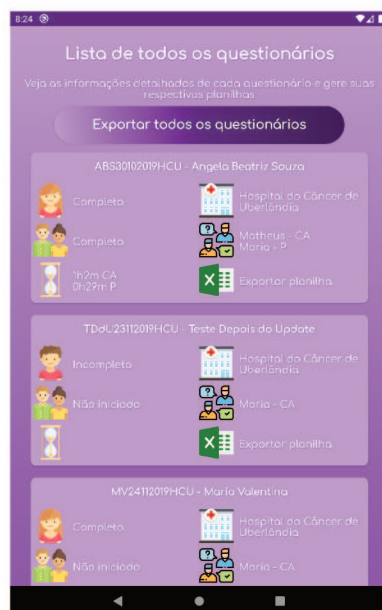 8:24
Lista de todos os questionários
Veja as informações detalhadas de cada questionário e gere suas
respectivas planilhas
Exportar todos os questionários
ABS30102019HCU - Angela Beatriz Souza
Completo
Hospital do Câncer de
Uberlândia
Completo
Matheus - CA
Maria - P
1h2m CA
0h29m P
Exportar planilha
TDdU23112019HCU - Teste Depois do Update
Incompleto
Hospital do Câncer de
Uberlândia
Não iniciado
Maria - CA
Exportar planilha
MV24112019HCU - Maria Valentina
Completo
Hospital do Câncer de
Uberlândia
Não iniciado
Maria - CA